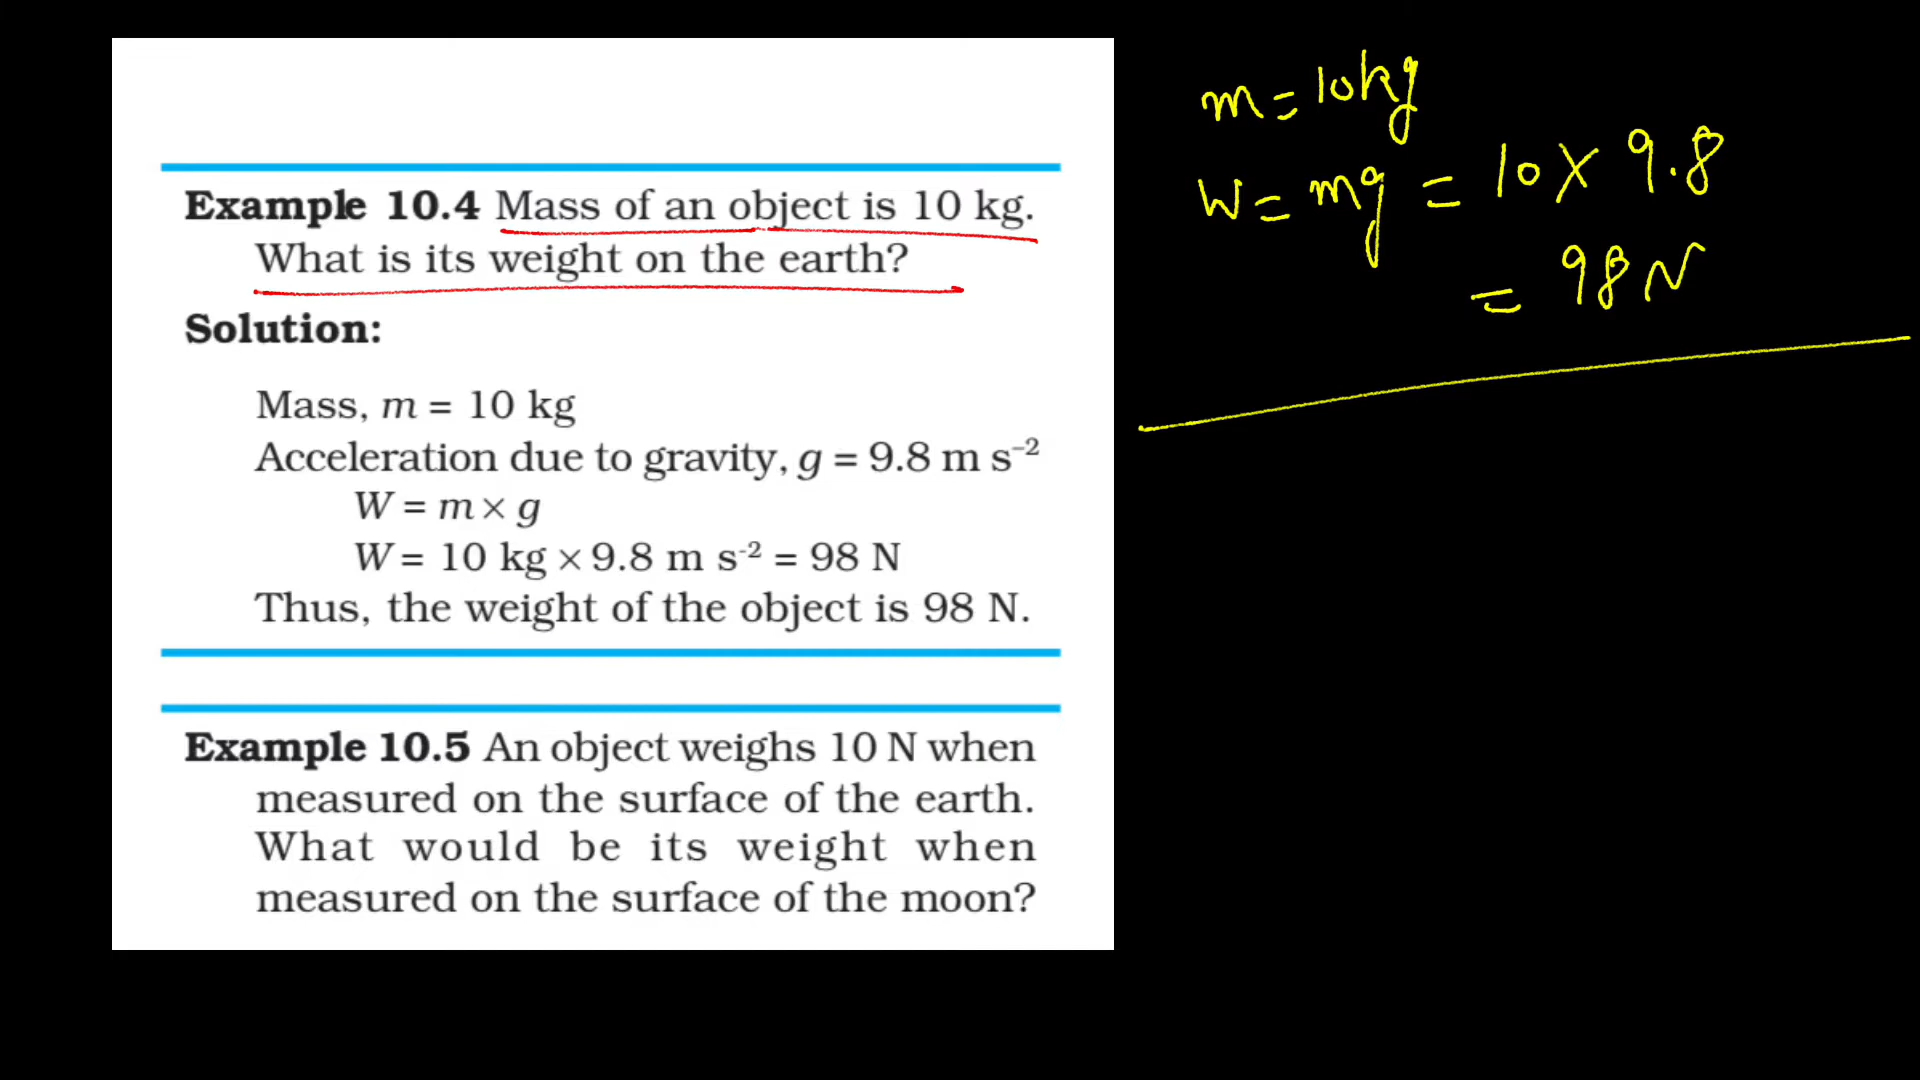 Example 10.4 Mass of an object is 10 kg.
What is its weight on the earth?
Solution:
Mass, m = 10 kg
Acceleration due to gravity, g = 9.8 m s⁻²
W = m × g
W = 10 kg × 9.8 m s⁻² = 98 N
Thus, the weight of the object is 98 N.
Example 10.5 An object weighs 10 N when
measured on the surface of the earth.
What would be its weight when
measured on the surface of the moon?
m = 10kg
W = mg = 10 X 9.8
= 98 N